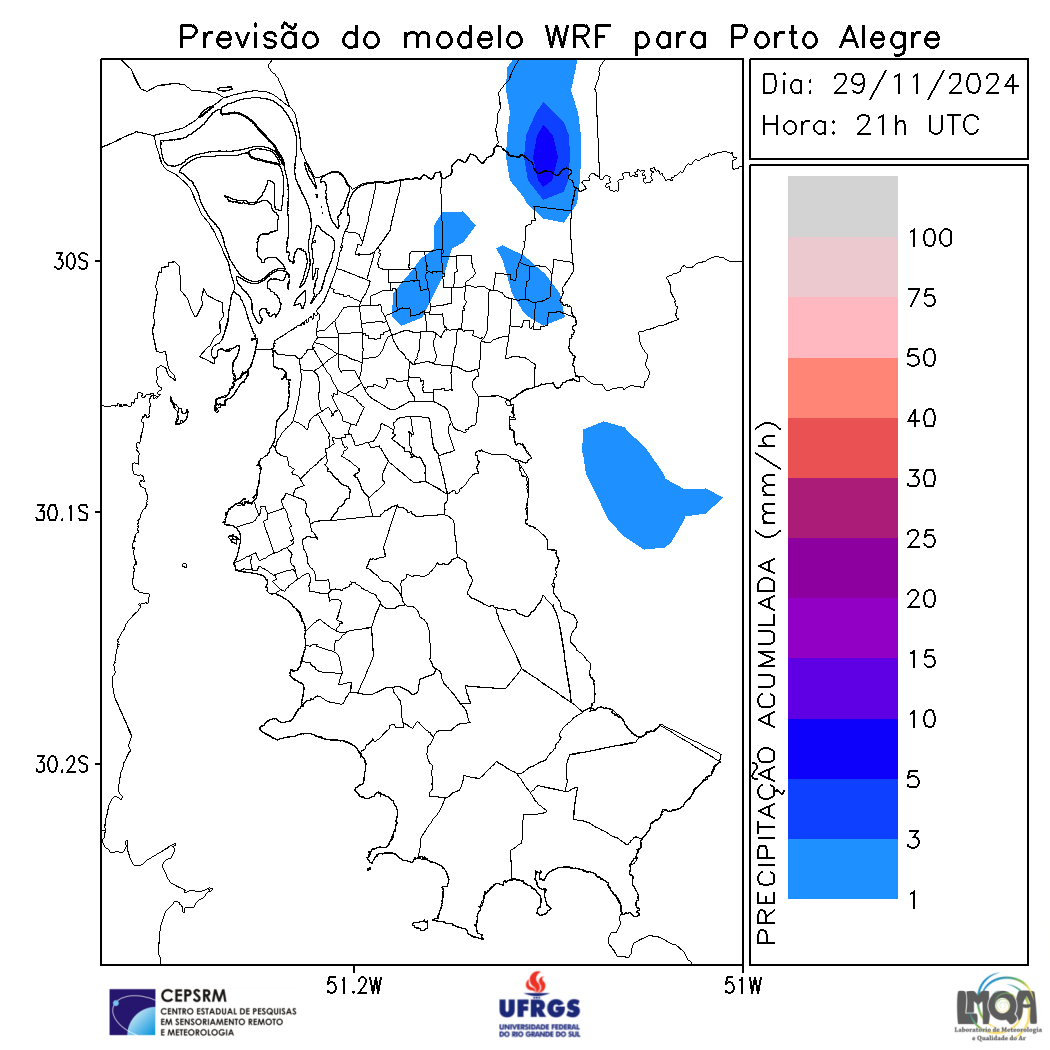 Previsão do modelo WRF para Porto Alegre
Dia: 29/11/2024
Hora: 21h UTC
30S
30.1S
30.2S
51.2W
51W
PRECIPITAÇÃO ACUMULADA (mm/h)
100
75
50
40
30
25
20
15
10
5
3
1
CEPSRM
CENTRO ESTADUAL DE PESQUISAS
EM SENSORIAMENTO REMOTO
E METEOROLOGIA
UFRGS
UNIVERSIDADE FEDERAL
DO RIO GRANDE DO SUL
LMQA
Laboratório de Meteorologia
e Qualidade do Ar